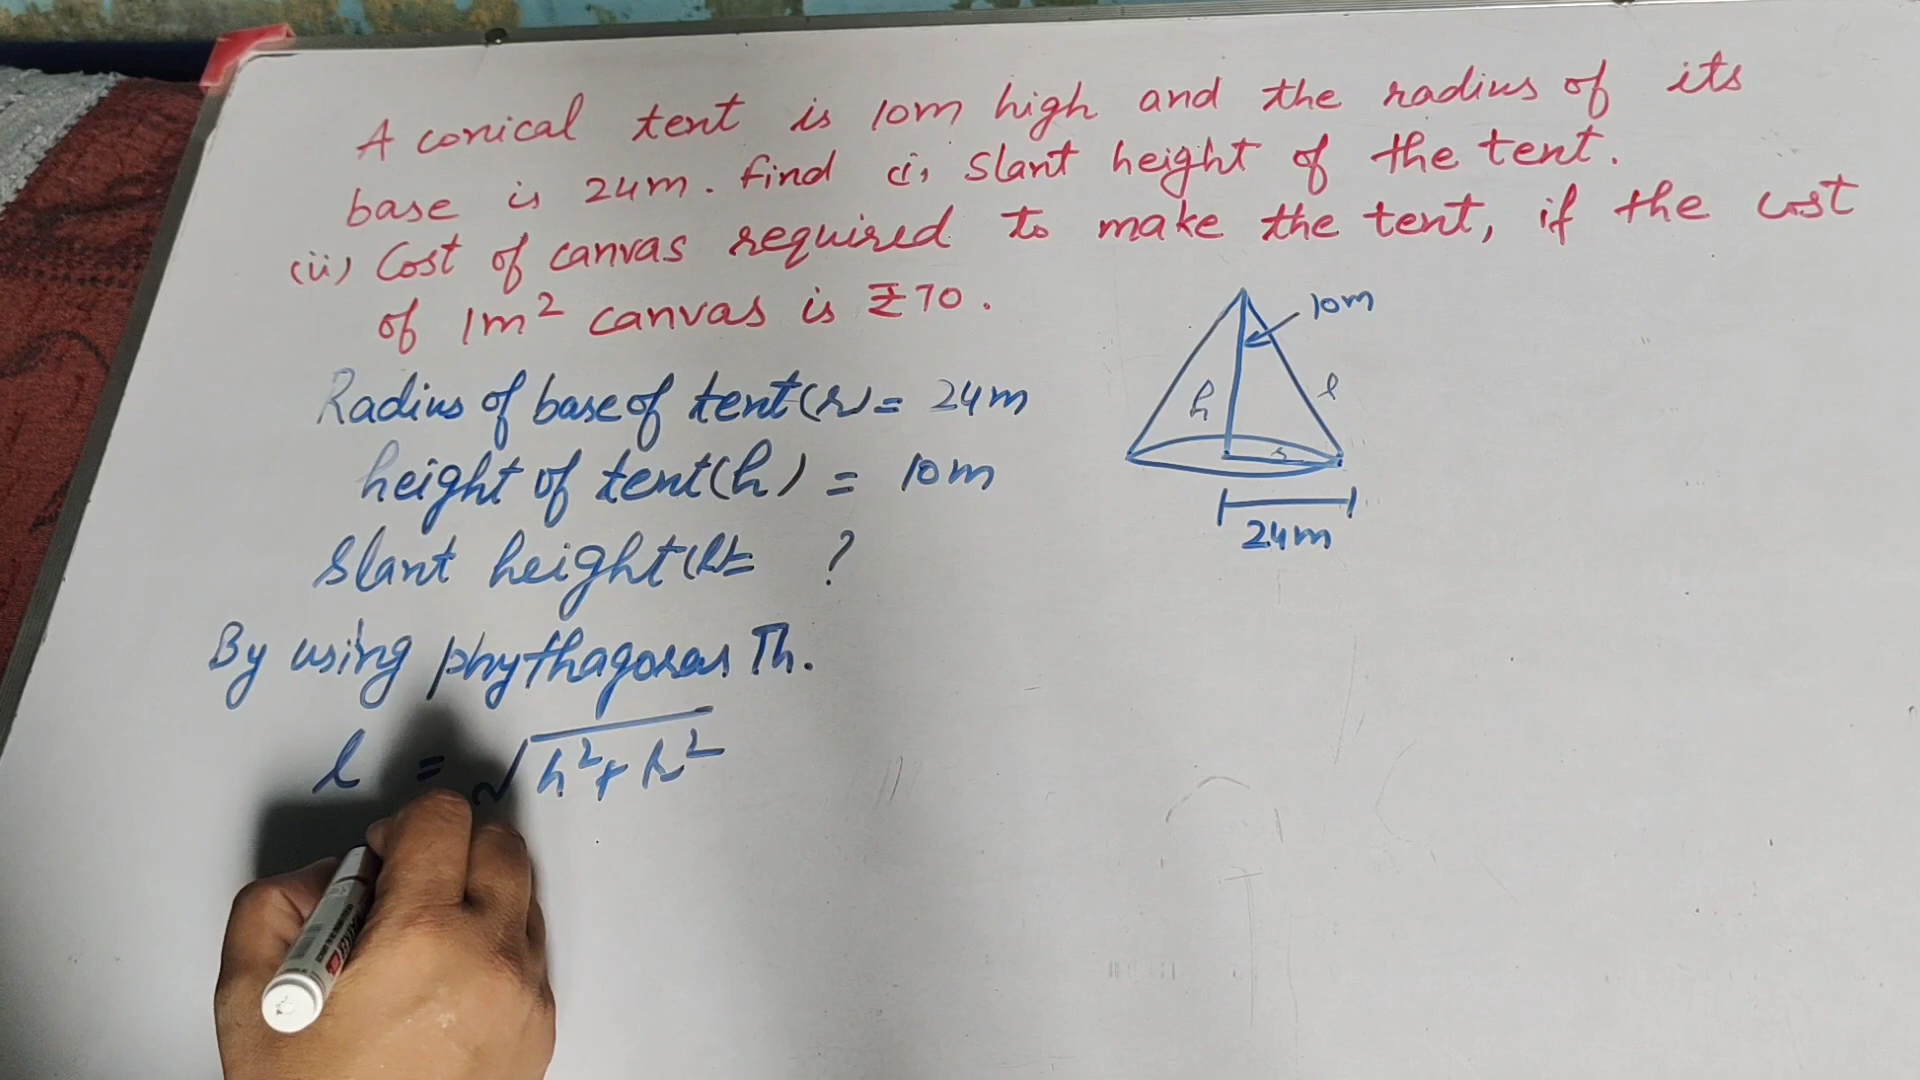 A conical tent is 10m high and the radius of its
base is 24m. find (i) Slant height of the tent.
(ii) Cost of canvas required to make the tent, if the cost
of 1m² canvas is ₹70.
10m
h
l
r
24m
Radius of base of tent(r) = 24m
height of tent(h) = 10m
Slant height(l)= ?
By using phythagoras Th.
l = √h²+r²